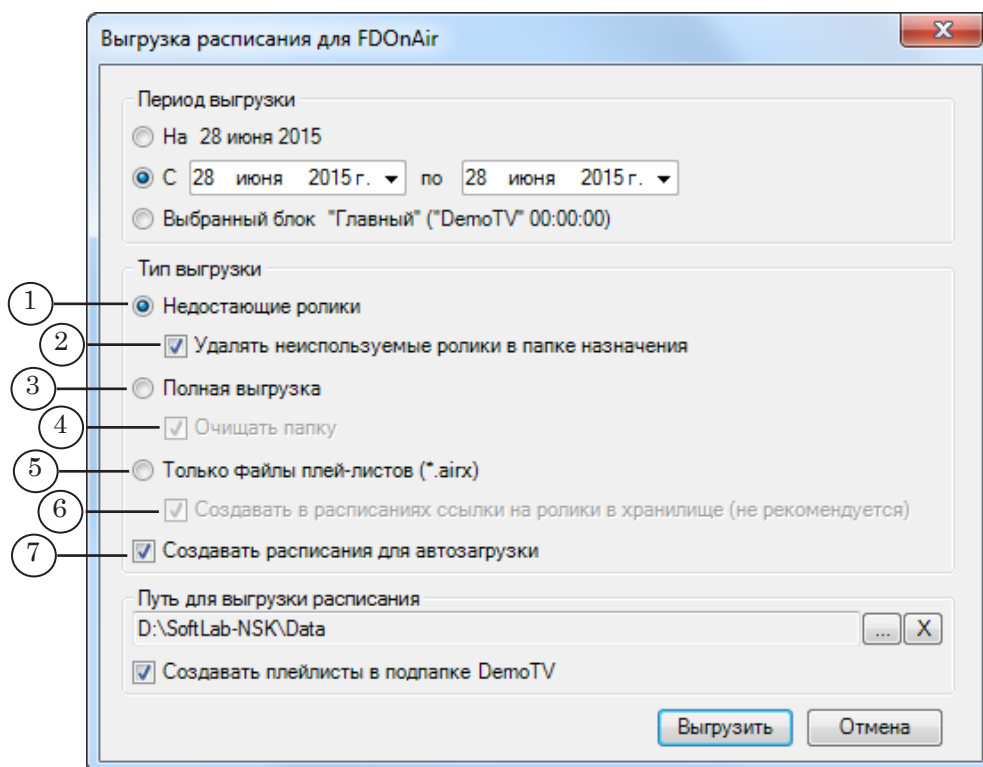 Выгрузка расписания для FDOnAir
X
Период выгрузки
На 28 июня 2015
С 28 июня 2015 г. по 28 июня 2015 г.
Выбранный блок "Главный" ("DemoTV" 00:00:00)
Тип выгрузки
1 Недостающие ролики
2 Удалять неиспользуемые ролики в папке назначения
3 Полная выгрузка
4 Очищать папку
5 Только файлы плей-листов (*.airx)
6 Создавать в расписаниях ссылки на ролики в хранилище (не рекомендуется)
7 Создавать расписания для автозагрузки
Путь для выгрузки расписания
D:\SoftLab-NSK\Data ... X
Создавать плейлисты в подпапке DemoTV
Выгрузить Отмена